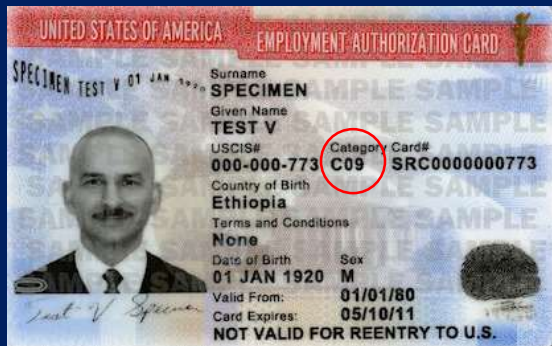 UNITED STATES OF AMERICA
EMPLOYMENT AUTHORIZATION CARD
SPECIMEN TEST V 01 JAN 1920
Surname
SPECIMEN
Given Name
TEST V
USCIS# Category Card#
000-000-773 C09 SRC0000000773
Country of Birth
Ethiopia
Terms and Conditions
None
Date of Birth Sex
01 JAN 1920 M
Valid From: 01/01/80
Card Expires: 05/10/11
NOT VALID FOR REENTRY TO U.S.
Test V Specimen
SAMPLE